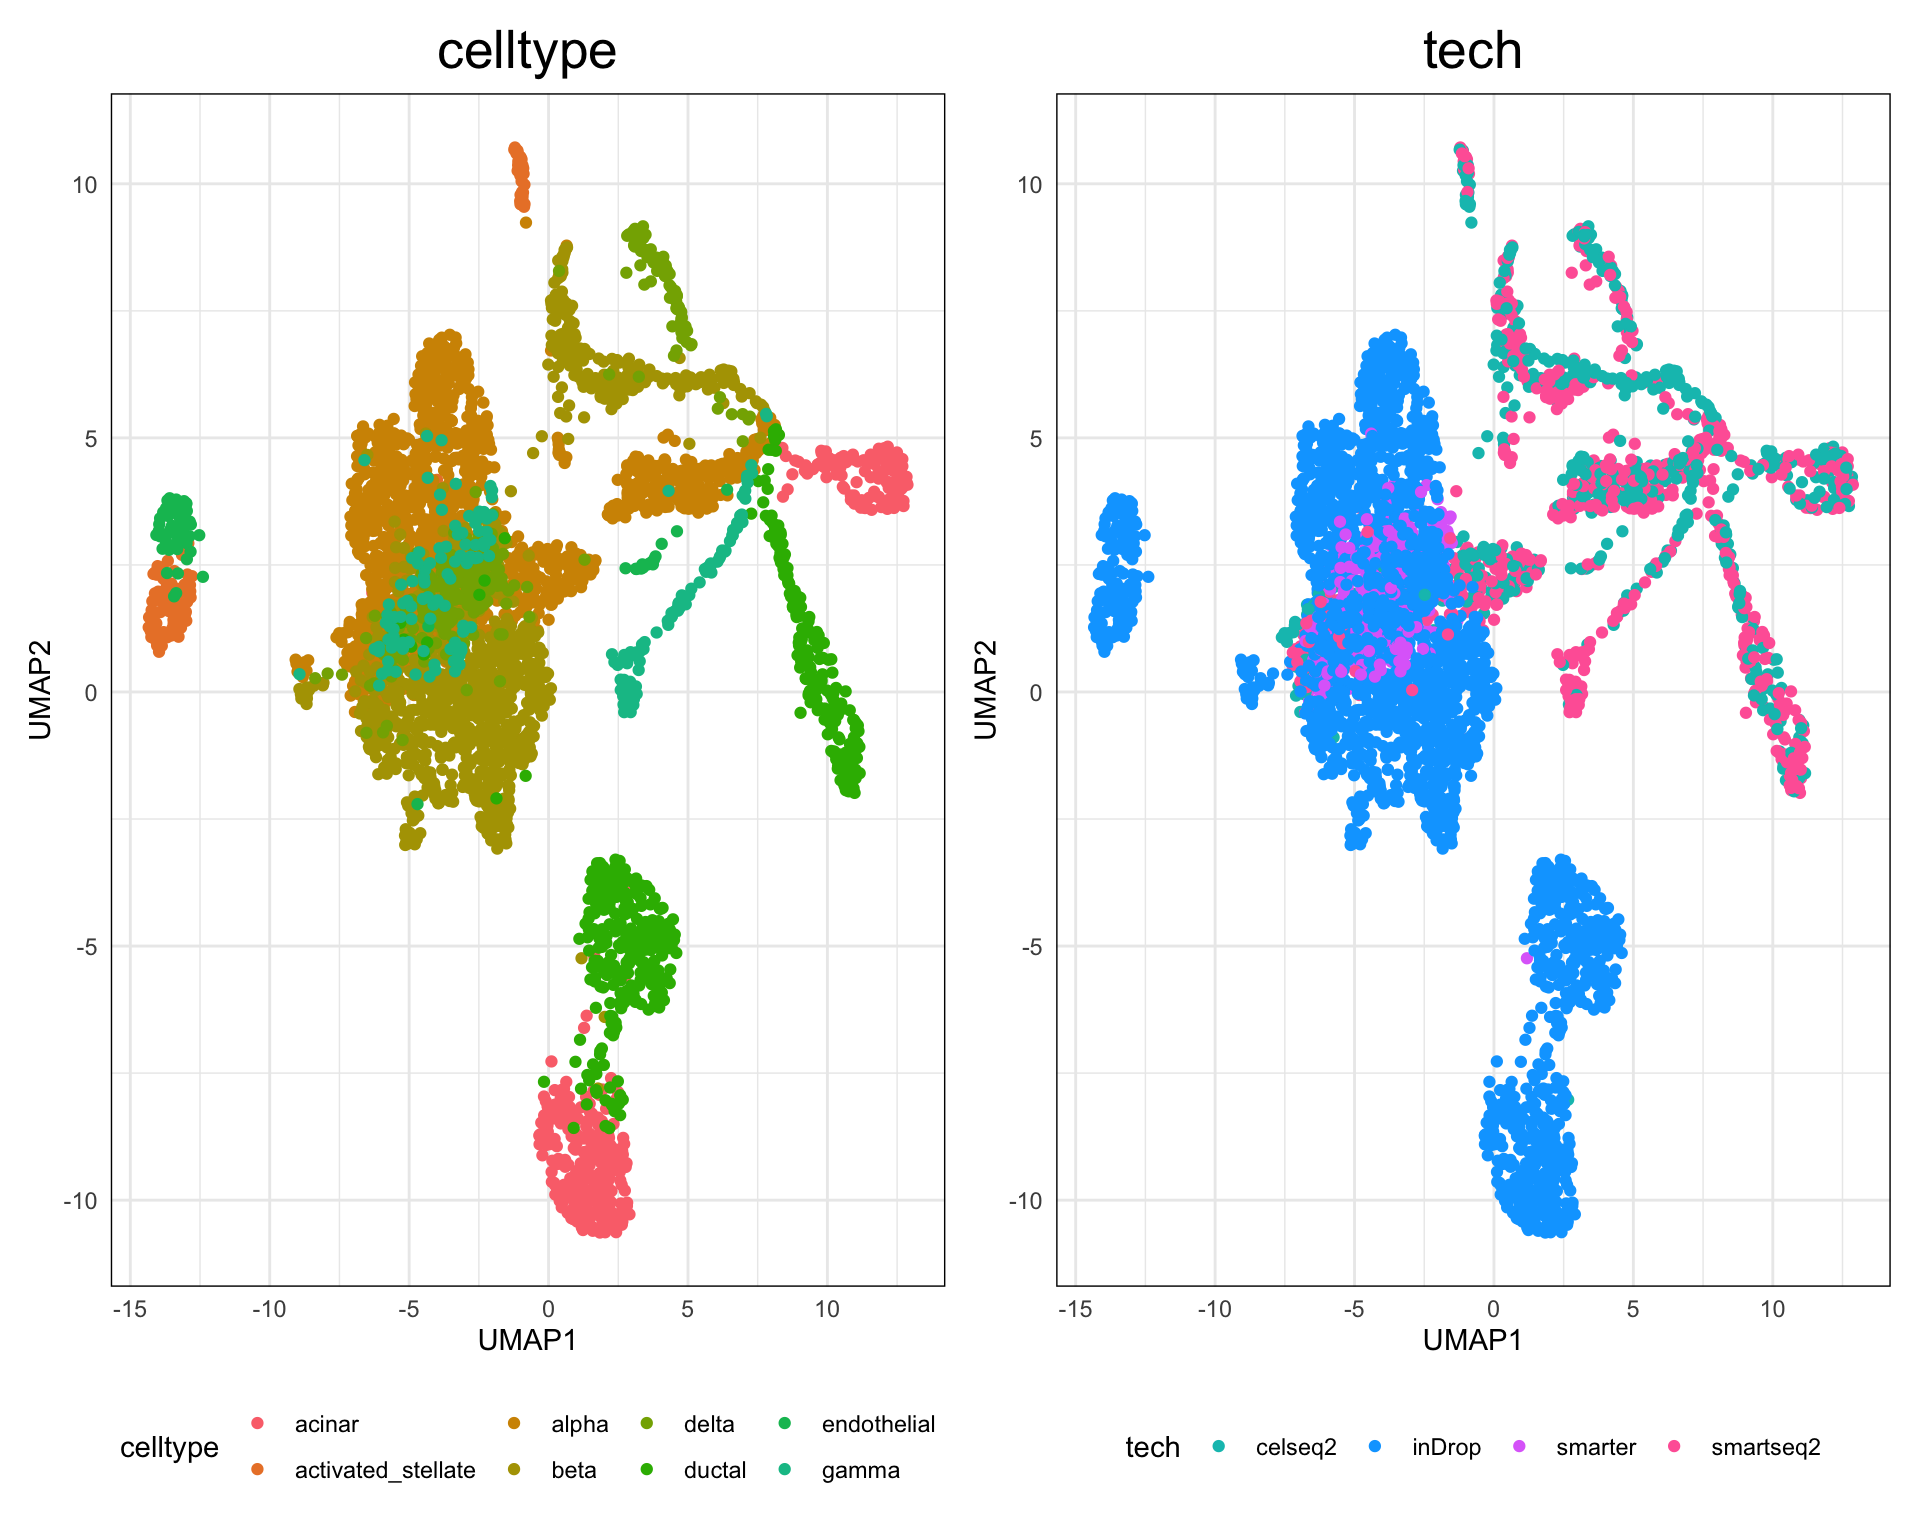 celltype
tech
10
5
0
-5
-10
UMAP2
-15 -10 -5 0 5 10
UMAP1
10
5
0
-5
-10
UMAP2
-15 -10 -5 0 5 10
UMAP1
celltype
acinar alpha delta endothelial
activated_stellate beta ductal gamma
tech celseq2 inDrop smarter smartseq2